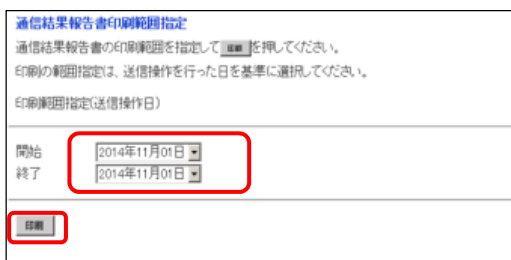 通信結果報告書印刷範囲指定
通信結果報告書の印刷範囲を指定して 印刷 を押してください。
印刷の範囲指定は、送信操作を行った日を基準に選択してください。
印刷範囲指定(送信操作日)
開始 2014年11月01日
終了 2014年11月01日
印刷